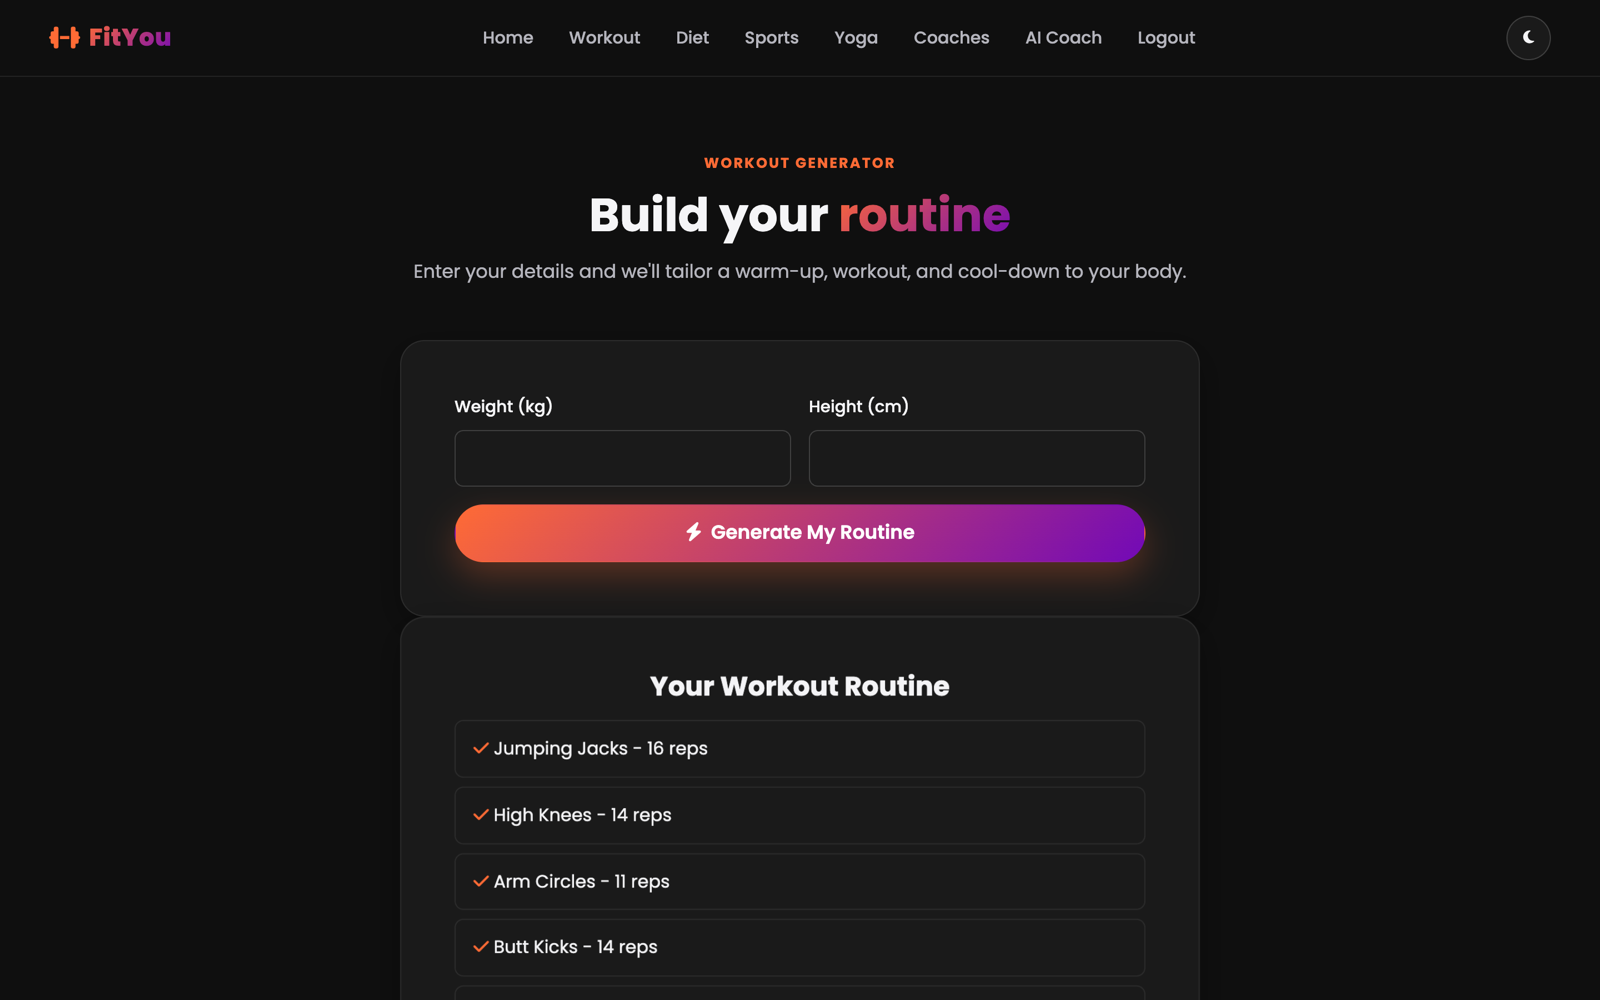 FitYou
Home Workout Diet Sports Yoga Coaches AI Coach Logout
WORKOUT GENERATOR
Build your routine
Enter your details and we'll tailor a warm-up, workout, and cool-down to your body.
Weight (kg) Height (cm)
Generate My Routine
Your Workout Routine
Jumping Jacks - 16 reps
High Knees - 14 reps
Arm Circles - 11 reps
Butt Kicks - 14 reps